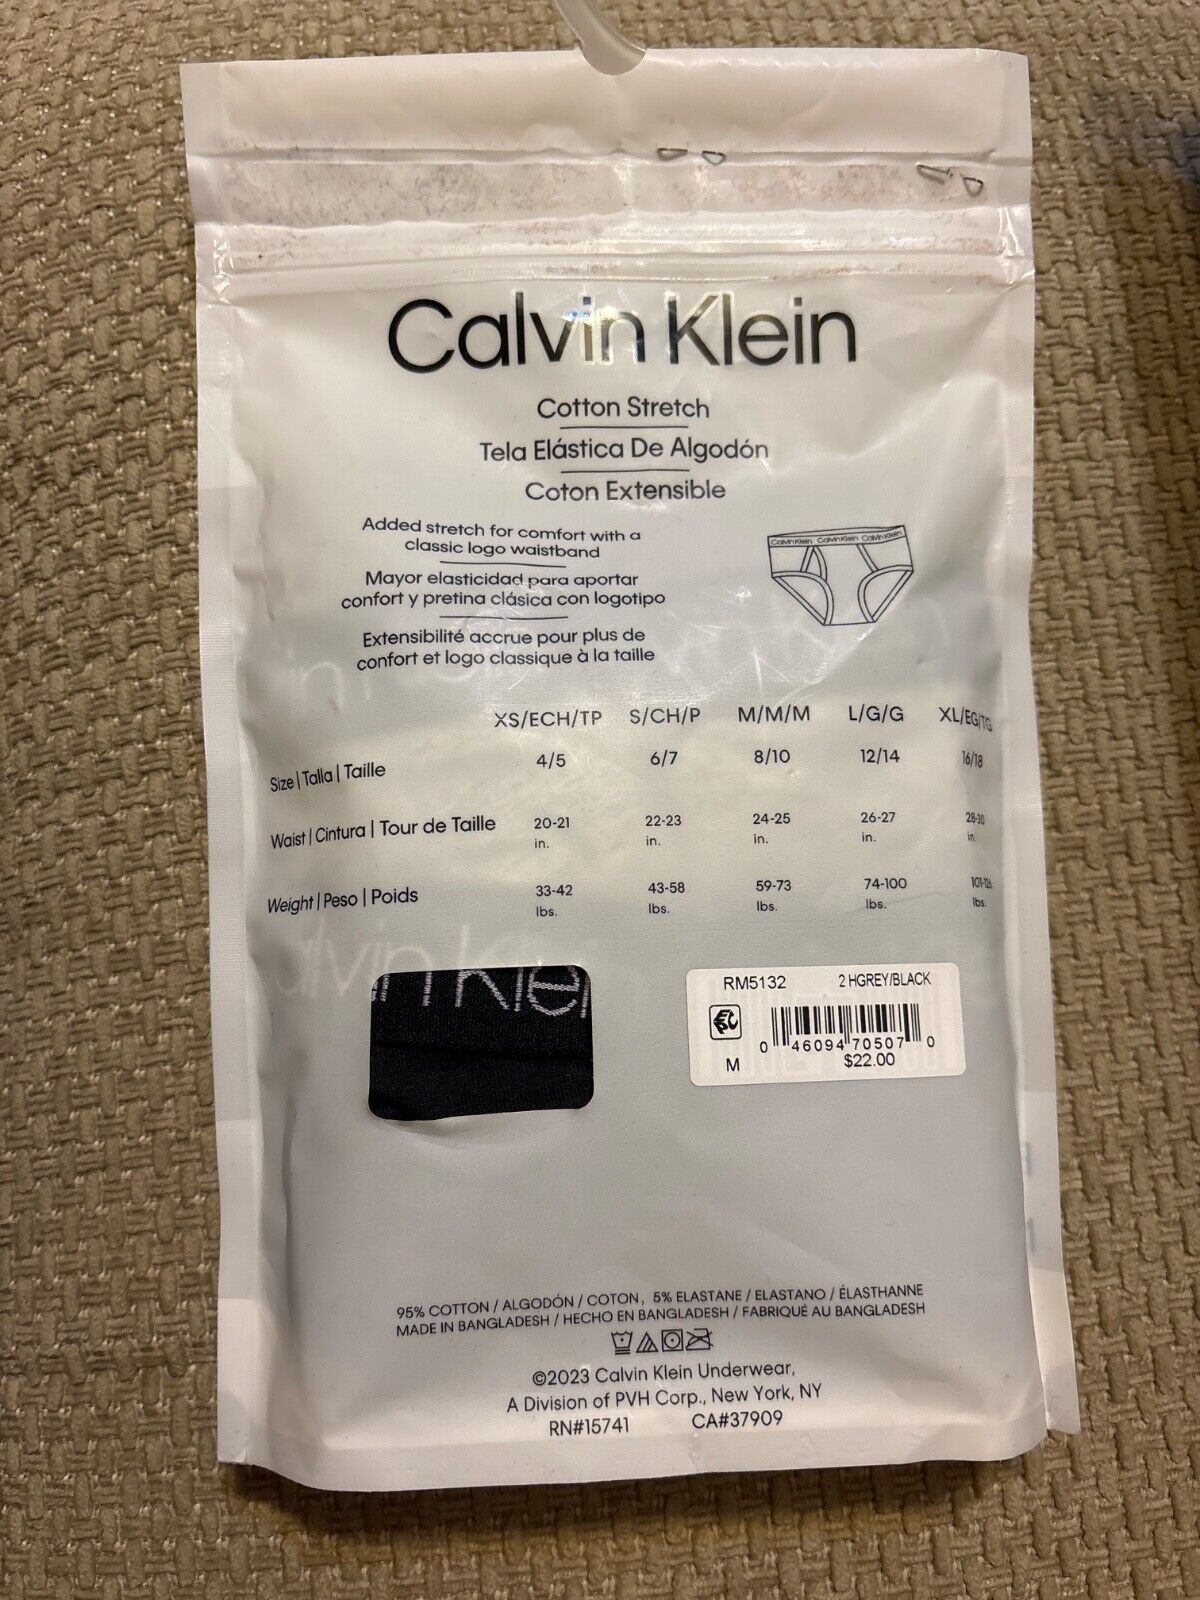 Calvin Klein
Cotton Stretch
Tela Elástica De Algodón
Coton Extensible
Added stretch for comfort with a
classic logo waistband
Mayor elasticidad para aportar
confort y pretina clásica con logotipo
Extensibilité accrue pour plus de
confort et logo classique à la taille
Calvin Klein Calvin Klein Calvin Klein
XS/ECH/TP S/CH/P M/M/M L/G/G XL/EG/TG
Size | Talla | Taille 4/5 6/7 8/10 12/14 16/18
Waist | Cintura | Tour de Taille 20-21 in. 22-23 in. 24-25 in. 26-27 in. 28-30 in.
Weight | Peso | Poids 33-42 lbs. 43-58 lbs. 59-73 lbs. 74-100 lbs. lbs.
RM5132 2 HGREY/BLACK
0 46094 70507 0
M $22.00
95% COTTON / ALGODÓN / COTON, 5% ELASTANE / ELASTANO / ÉLASTHANNE
MADE IN BANGLADESH / HECHO EN BANGLADESH / FABRIQUÉ AU BANGLADESH
©2023 Calvin Klein Underwear,
A Division of PVH Corp., New York, NY
RN#15741 CA#37909